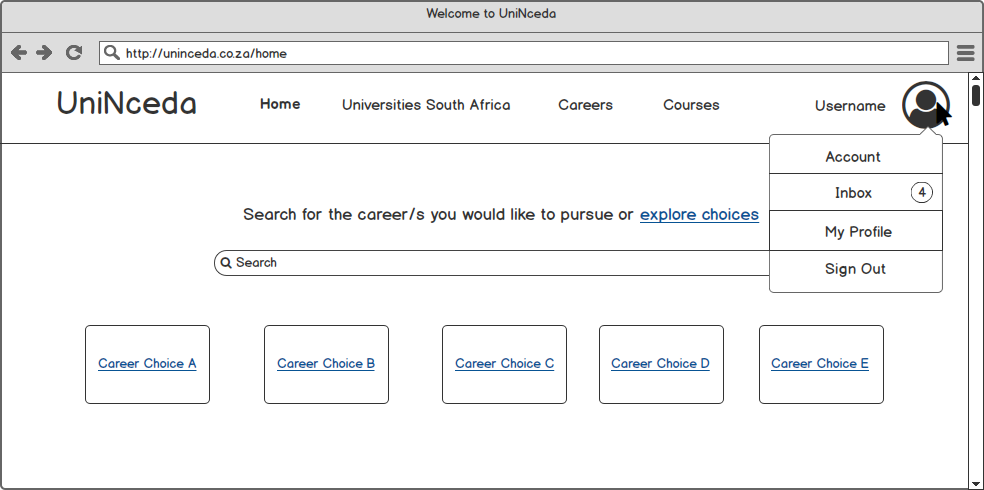 Welcome to UniNceda
http://uninceda.co.za/home
UniNceda Home Universities South Africa Careers Courses Username
Account
Inbox 4
My Profile
Sign Out
Search for the career/s you would like to pursue or explore choices
Search
Career Choice A Career Choice B Career Choice C Career Choice D Career Choice E